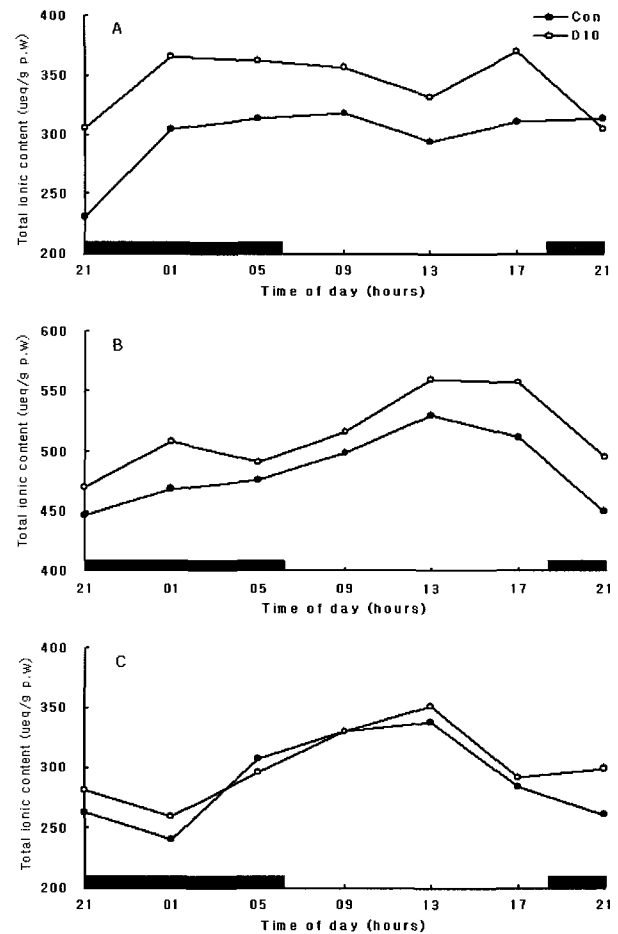 A
Con
D10
Total ionic content (ueq/g p.w)
400
350
300
250
200
21 01 05 09 13 17 21
Time of day (hours)
B
Total ionic content (ueq/g p.w)
600
550
500
450
400
21 01 05 09 13 17 21
Time of day (hours)
C
Total ionic content (ueq/g p.w)
400
350
300
250
200
21 01 05 09 13 17 21
Time of day (hours)